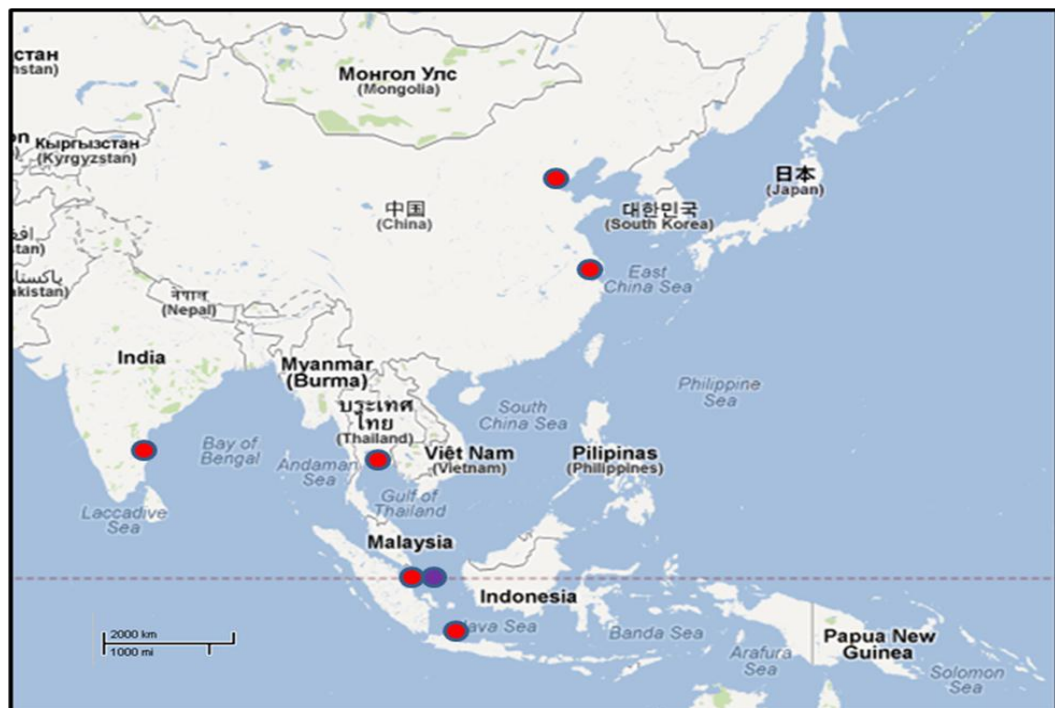 стан
nstan)
Монгол Улс
(Mongolia)
Кыргызстан
(Kyrgyzstan)
日本
(Japan)
中国
(China)
대한민국
(South Korea)
East
China Sea
नेपाल
(Nepal)
India
Myanmar
(Burma)
ประเทศ
ไทย
(Thailand)
South
China Sea
Philippine
Sea
Bay of
Bengal
Andaman
Sea
Việt Nam
(Vietnam)
Pilipinas
(Philippines)
Laccadive
Sea
Gulf of
Thailand
Malaysia
Indonesia
Java Sea
Banda Sea
Arafura
Sea
Papua New
Guinea
Solomon
Sea
2000 km
1000 mi